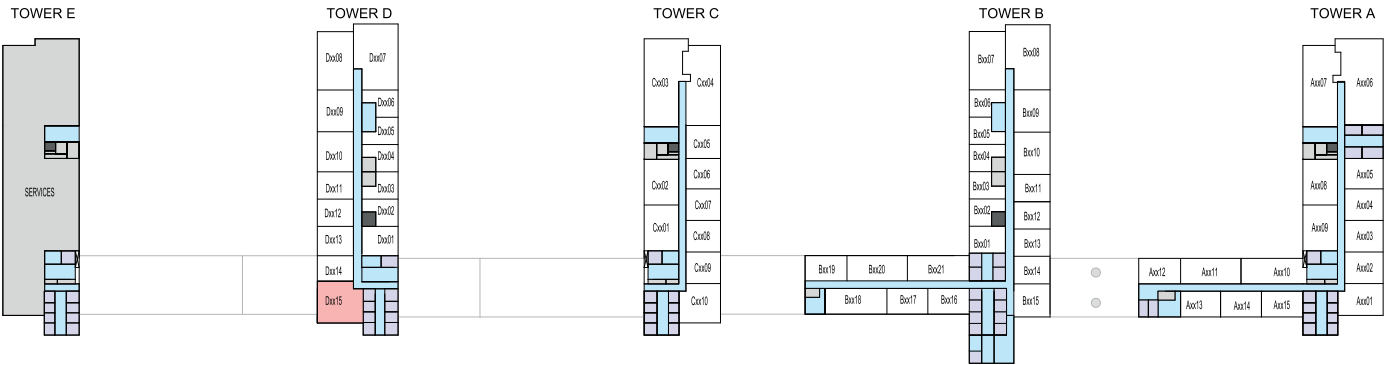 TOWER E
TOWER D
TOWER C
TOWER B
TOWER A
SERVICES
Dxx08
Dxx07
Dxx09
Dxx06
Dxx05
Dxx10
Dxx04
Dxx11
Dxx03
Dxx12
Dxx02
Dxx13
Dxx01
Dxx14
Dxx15
Cxx03
Cxx04
Cxx05
Cxx02
Cxx06
Cxx07
Cxx01
Cxx08
Cxx09
Cxx10
Bxx07
Bxx08
Bxx06
Bxx09
Bxx05
Bxx04
Bxx10
Bxx03
Bxx11
Bxx02
Bxx12
Bxx01
Bxx13
Bxx19
Bxx20
Bxx21
Bxx14
Bxx18
Bxx17
Bxx16
Bxx15
Axx07
Axx06
Axx05
Axx08
Axx04
Axx09
Axx03
Axx12
Axx11
Axx10
Axx02
Axx13
Axx14
Axx15
Axx01